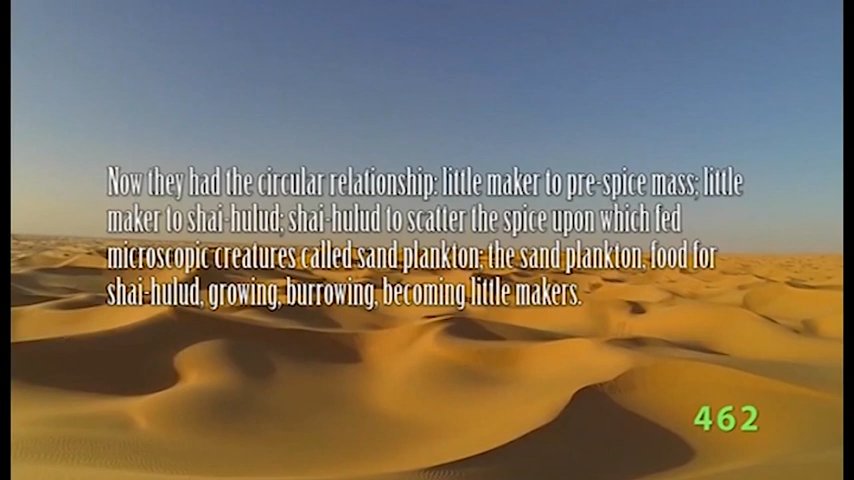 Now they had the circular relationship: little maker to pre-spice mass; little
maker to shai-hulud; shai-hulud to scatter the spice upon which fed
microscopic creatures called sand plankton; the sand plankton, food for
shai-hulud, growing, burrowing, becoming little makers.
462